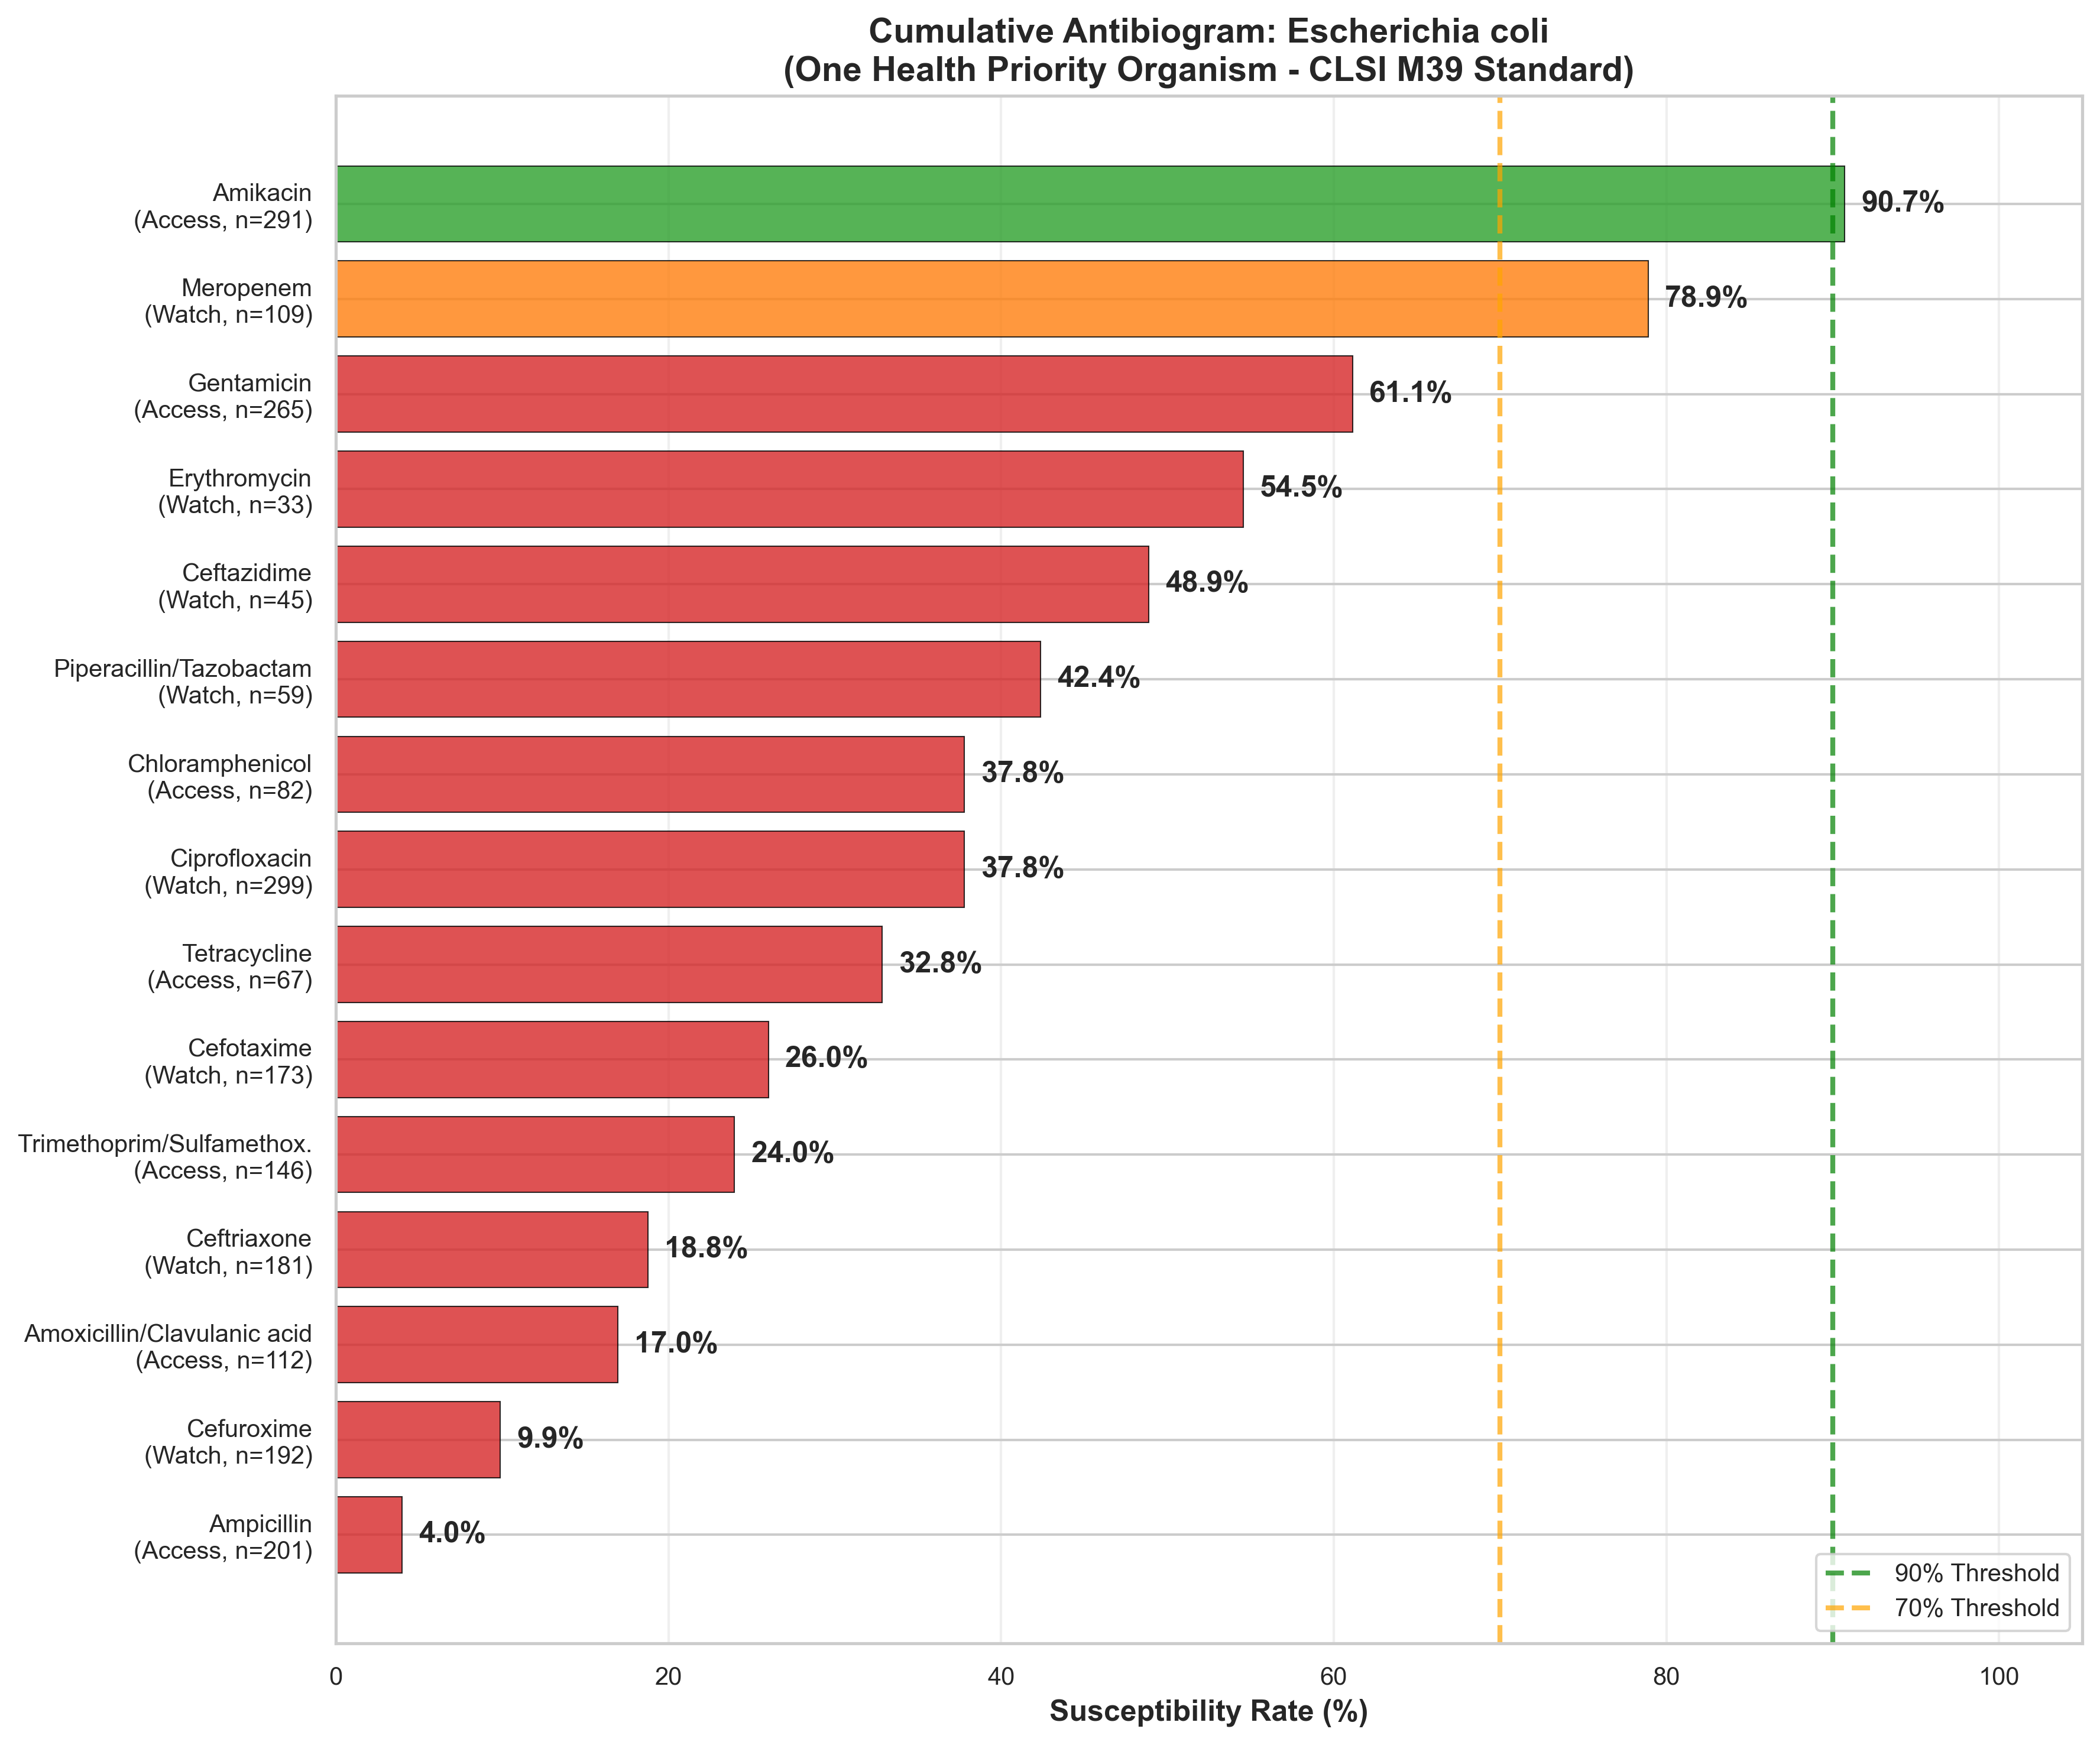 Cumulative Antibiogram: Escherichia coli
(One Health Priority Organism - CLSI M39 Standard)
Amikacin
(Access, n=291)
90.7%
Meropenem
(Watch, n=109)
78.9%
Gentamicin
(Access, n=265)
61.1%
Erythromycin
(Watch, n=33)
54.5%
Ceftazidime
(Watch, n=45)
48.9%
Piperacillin/Tazobactam
(Watch, n=59)
42.4%
Chloramphenicol
(Access, n=82)
37.8%
Ciprofloxacin
(Watch, n=299)
37.8%
Tetracycline
(Access, n=67)
32.8%
Cefotaxime
(Watch, n=173)
26.0%
Trimethoprim/Sulfamethox.
(Access, n=146)
24.0%
Ceftriaxone
(Watch, n=181)
18.8%
Amoxicillin/Clavulanic acid
(Access, n=112)
17.0%
Cefuroxime
(Watch, n=192)
9.9%
Ampicillin
(Access, n=201)
4.0%
90% Threshold
70% Threshold
0 20 40 60 80 100
Susceptibility Rate (%)